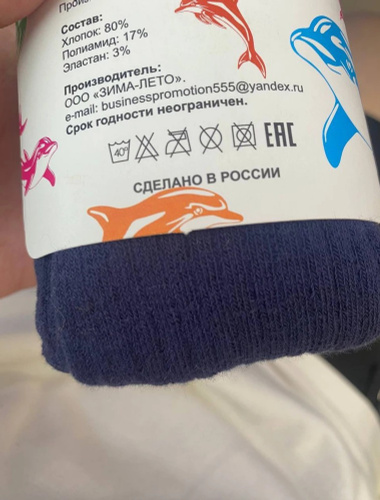 Состав:
Хлопок: 80%
Полиамид: 17%
Эластан: 3%
Производитель:
ООО «ЗИМА-ЛЕТО».
e-mail: businesspromotion555@yandex.ru
Срок годности неограничен.
40° EAC
СДЕЛАНО В РОССИИ